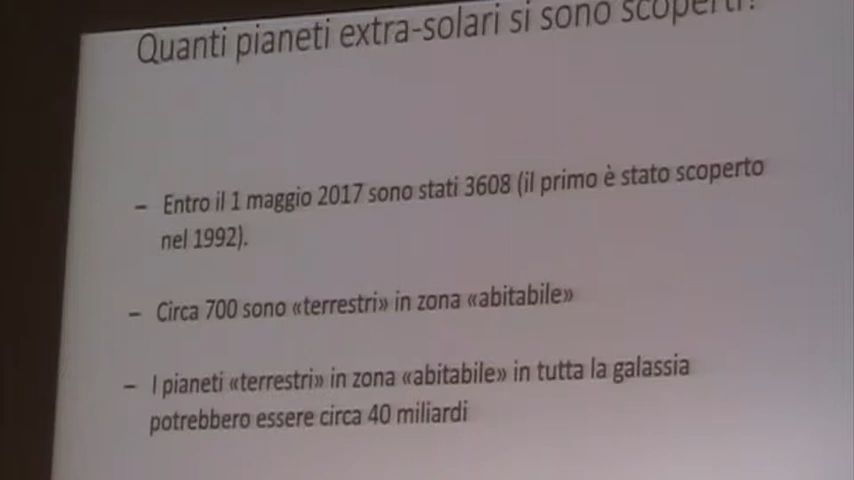 Quanti pianeti extra-solari si sono scoperti?
– Entro il 1 maggio 2017 sono stati 3608 (il primo è stato scoperto
nel 1992).
– Circa 700 sono «terrestri» in zona «abitabile»
– I pianeti «terrestri» in zona «abitabile» in tutta la galassia
potrebbero essere circa 40 miliardi